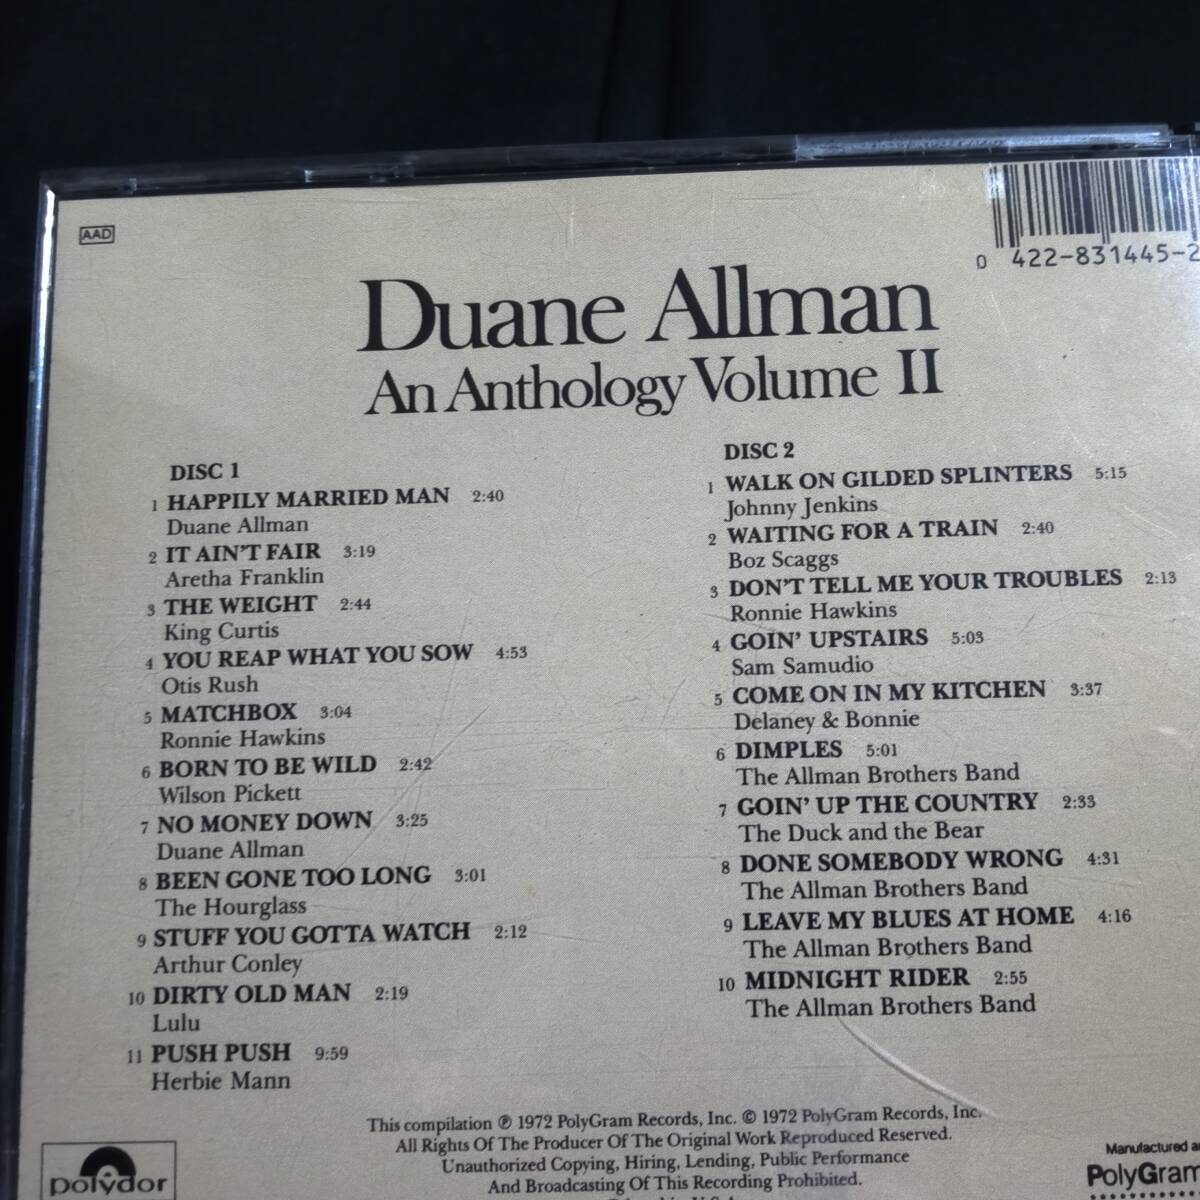 AAD
0 422-831445-2
Duane Allman
An Anthology Volume II
DISC 1
1 HAPPILY MARRIED MAN 2:40
Duane Allman
2 IT AIN'T FAIR 3:19
Aretha Franklin
3 THE WEIGHT 2:44
King Curtis
4 YOU REAP WHAT YOU SOW 4:53
Otis Rush
5 MATCHBOX 3:04
Ronnie Hawkins
6 BORN TO BE WILD 2:42
Wilson Pickett
7 NO MONEY DOWN 3:25
Duane Allman
8 BEEN GONE TOO LONG 3:01
The Hourglass
9 STUFF YOU GOTTA WATCH 2:12
Arthur Conley
10 DIRTY OLD MAN 2:19
Lulu
11 PUSH PUSH 9:59
Herbie Mann
DISC 2
1 WALK ON GILDED SPLINTERS 5:15
Johnny Jenkins
2 WAITING FOR A TRAIN 2:40
Boz Scaggs
3 DON'T TELL ME YOUR TROUBLES 2:13
Ronnie Hawkins
4 GOIN' UPSTAIRS 5:03
Sam Samudio
5 COME ON IN MY KITCHEN 3:37
Delaney & Bonnie
6 DIMPLES 5:01
The Allman Brothers Band
7 GOIN' UP THE COUNTRY 2:33
The Duck and the Bear
8 DONE SOMEBODY WRONG 4:31
The Allman Brothers Band
9 LEAVE MY BLUES AT HOME 4:16
The Allman Brothers Band
10 MIDNIGHT RIDER 2:55
The Allman Brothers Band
This compilation ℗ 1972 PolyGram Records, Inc. © 1972 PolyGram Records, Inc.
All Rights Of The Producer Of The Original Work Reproduced Reserved.
Unauthorized Copying, Hiring, Lending, Public Performance
And Broadcasting Of This Recording Prohibited.
polydor
Manufactured
PolyGram